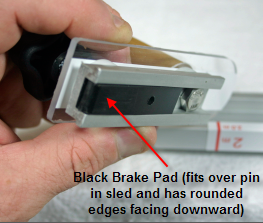 Black Brake Pad (fits over pin
in sled and has rounded
edges facing downward)